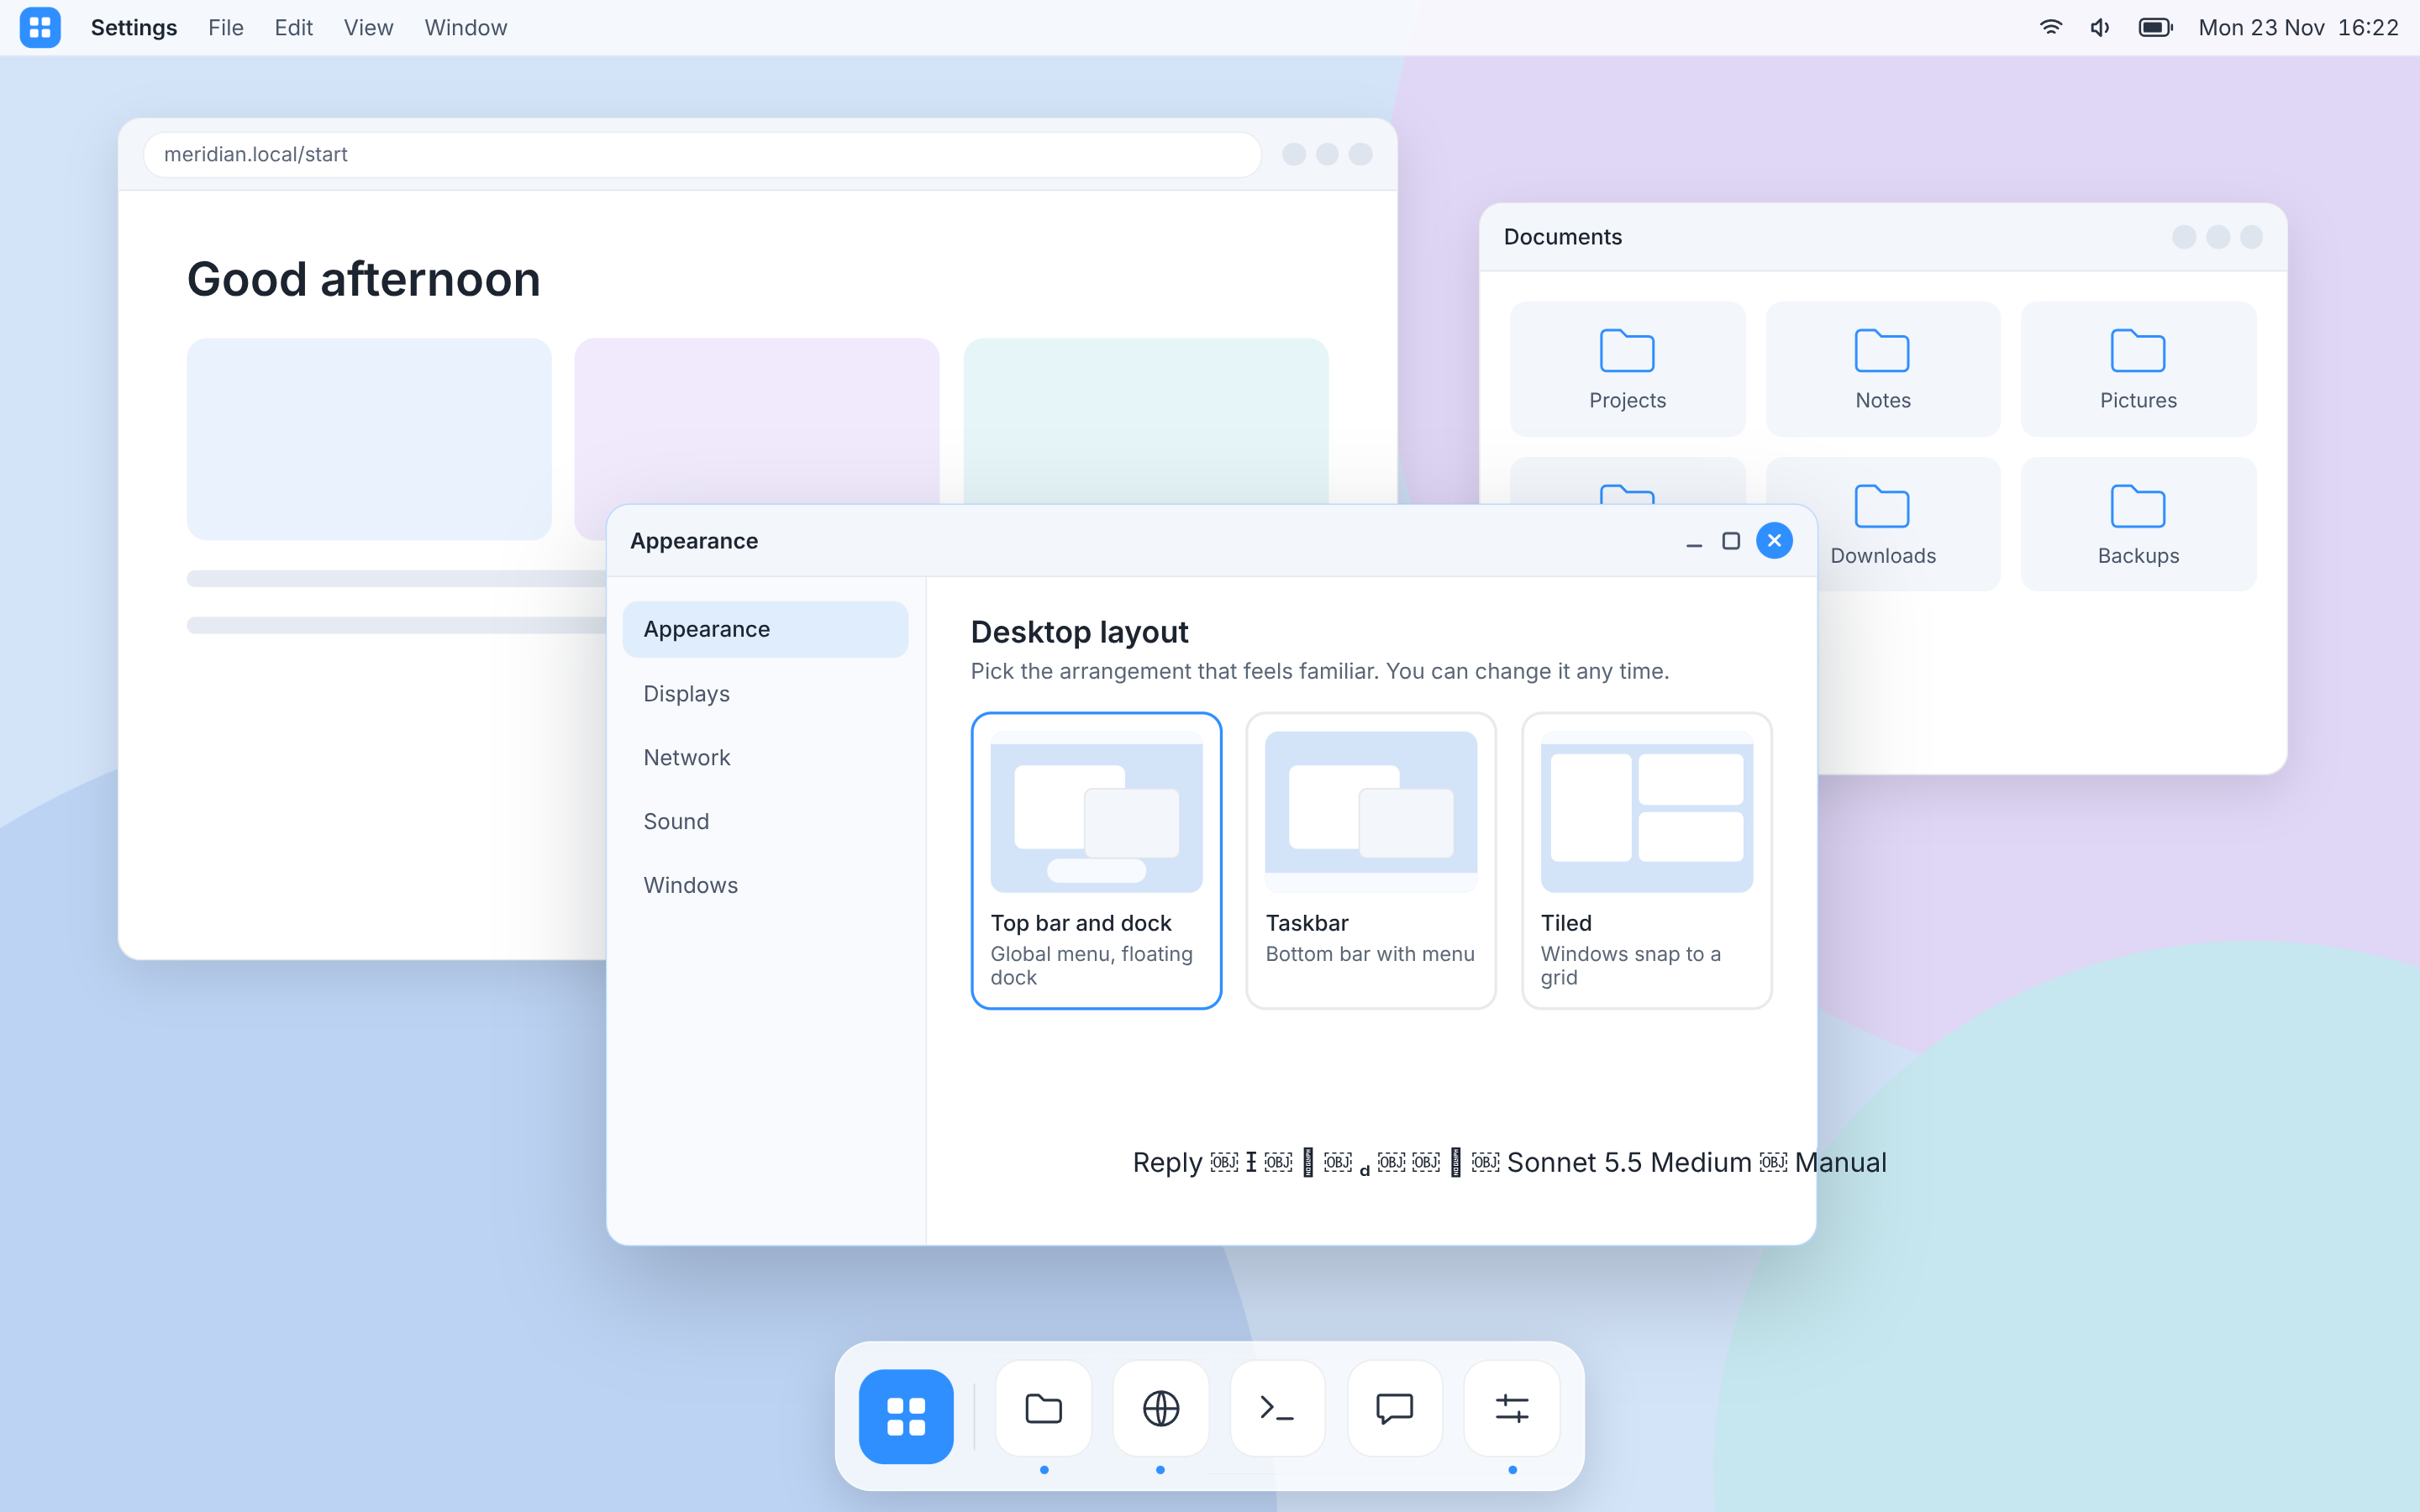 Settings File Edit View Window Mon 23 Nov 16:22
meridian.local/start
Good afternoon
Documents
Projects Notes Pictures
Downloads Backups
Appearance
Appearance
Displays
Network
Sound
Windows
Desktop layout
Pick the arrangement that feels familiar. You can change it any time.
Top bar and dock
Global menu, floating
dock
Taskbar
Bottom bar with menu
Tiled
Windows snap to a
grid
Reply Sonnet 5.5 Medium Manual